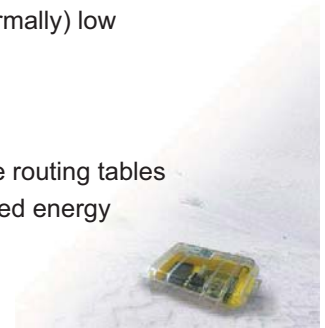 rmally) low
e routing tables
ed energy